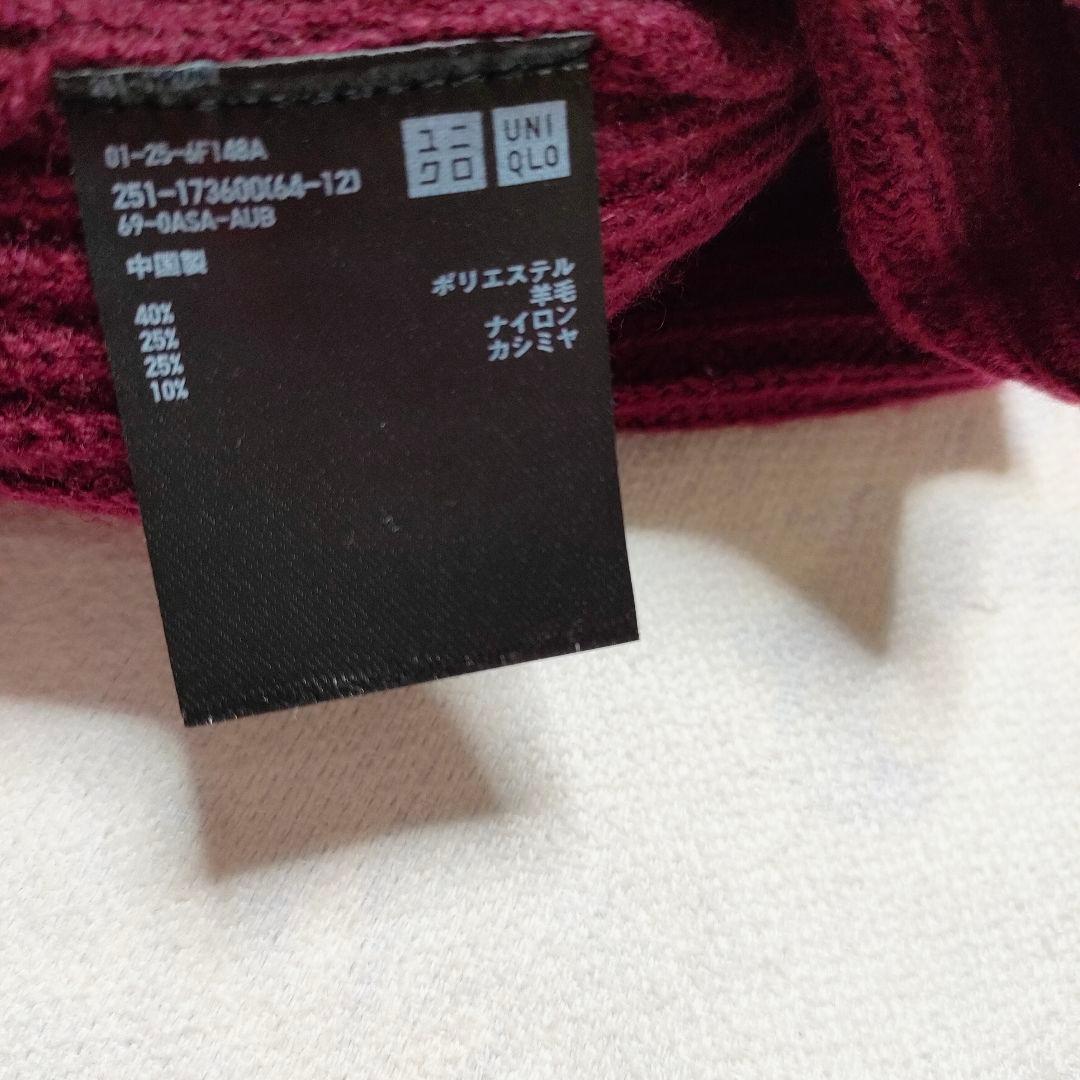 01-25-6F148A
251-173600(64-12)
69-0ASA-AUB
中国製
ユニ
クロ
UNI
QLO
40% ポリエステル
25% 羊毛
25% ナイロン
10% カシミヤ